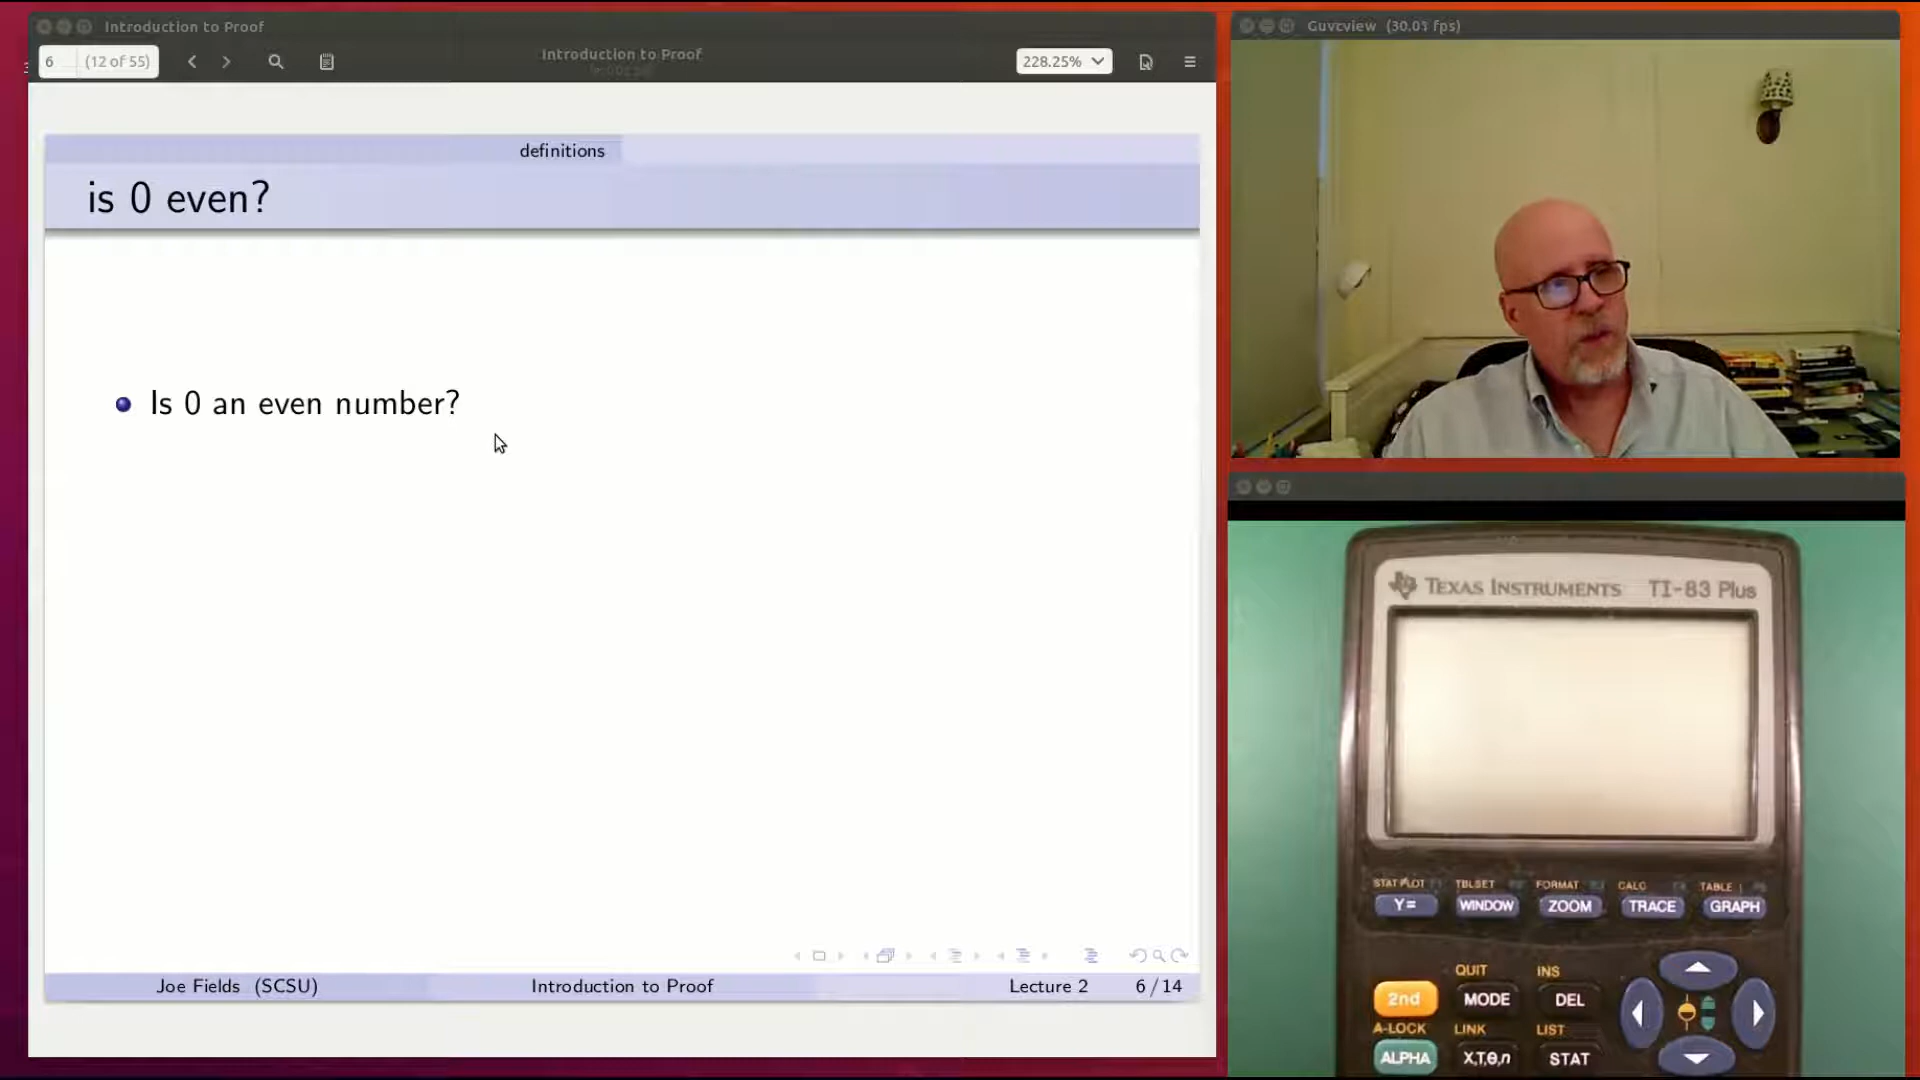 Introduction to Proof
6 (12 of 55)
Introduction to Proof
228.25%
definitions
is 0 even?
Is 0 an even number?
Joe Fields (SCSU)
Introduction to Proof
Lecture 2
6 / 14
Guvcview (30.01 fps)
TEXAS INSTRUMENTS TI-83 Plus
STAT PLOT TBLSET FORMAT CALC TABLE
Y= WINDOW ZOOM TRACE GRAPH
QUIT INS
2nd MODE DEL
A-LOCK LINK LIST
ALPHA X,T,Θ,n STAT